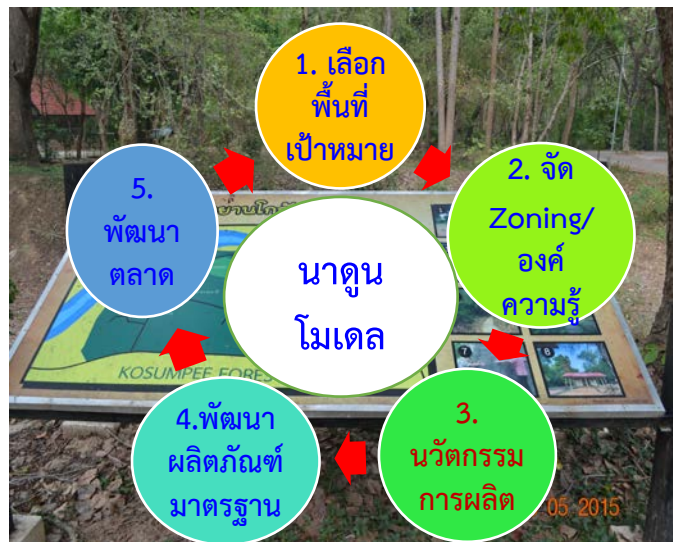 1. เลือก
พื้นที่
เป้าหมาย
2. จัด
Zoning/
องค์
ความรู้
3.
นวัตกรรม
การผลิต
4.พัฒนา
ผลิตภัณฑ์
มาตรฐาน
5.
พัฒนา
ตลาด
นาดูน
โมเดล
KOSUMPEE FORES
7
8
05 2015